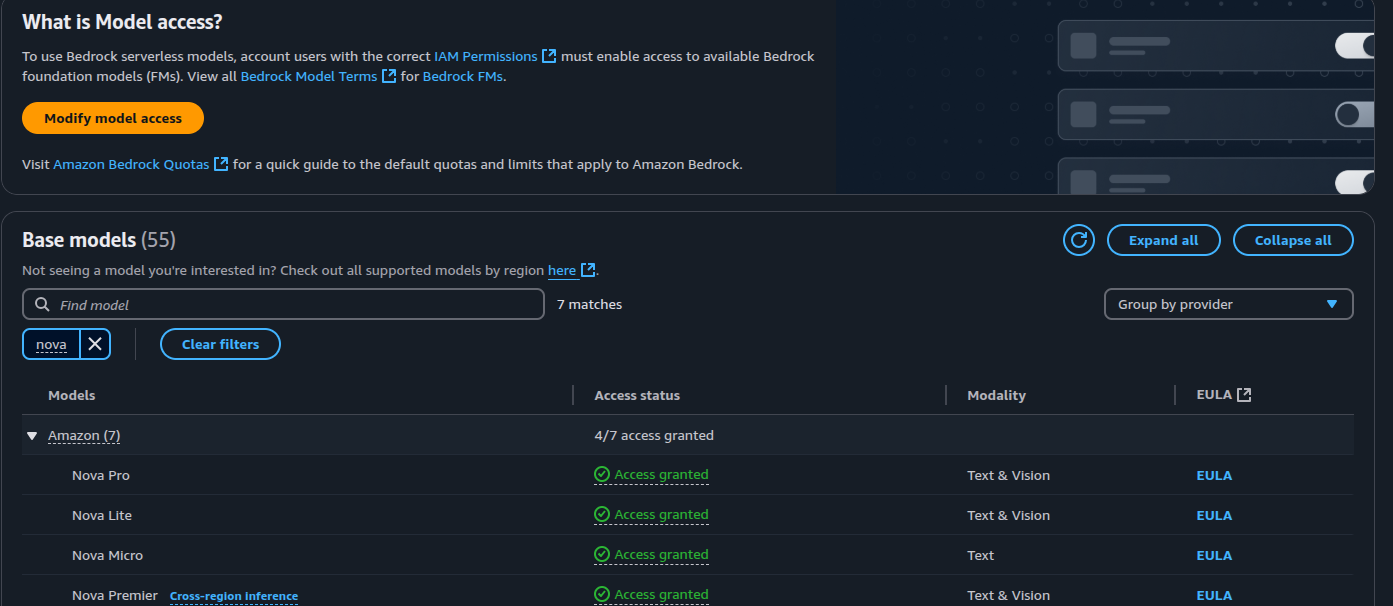 What is Model access?
To use Bedrock serverless models, account users with the correct IAM Permissions must enable access to available Bedrock
foundation models (FMs). View all Bedrock Model Terms for Bedrock FMs.
Modify model access
Visit Amazon Bedrock Quotas for a quick guide to the default quotas and limits that apply to Amazon Bedrock.
Base models (55)
Expand all
Collapse all
Not seeing a model you're interested in? Check out all supported models by region here.
Find model
7 matches
Group by provider
nova
Clear filters
Models Access status Modality EULA
Amazon (7) 4/7 access granted
Nova Pro Access granted Text & Vision EULA
Nova Lite Access granted Text & Vision EULA
Nova Micro Access granted Text EULA
Nova Premier Cross-region inference Access granted Text & Vision EULA